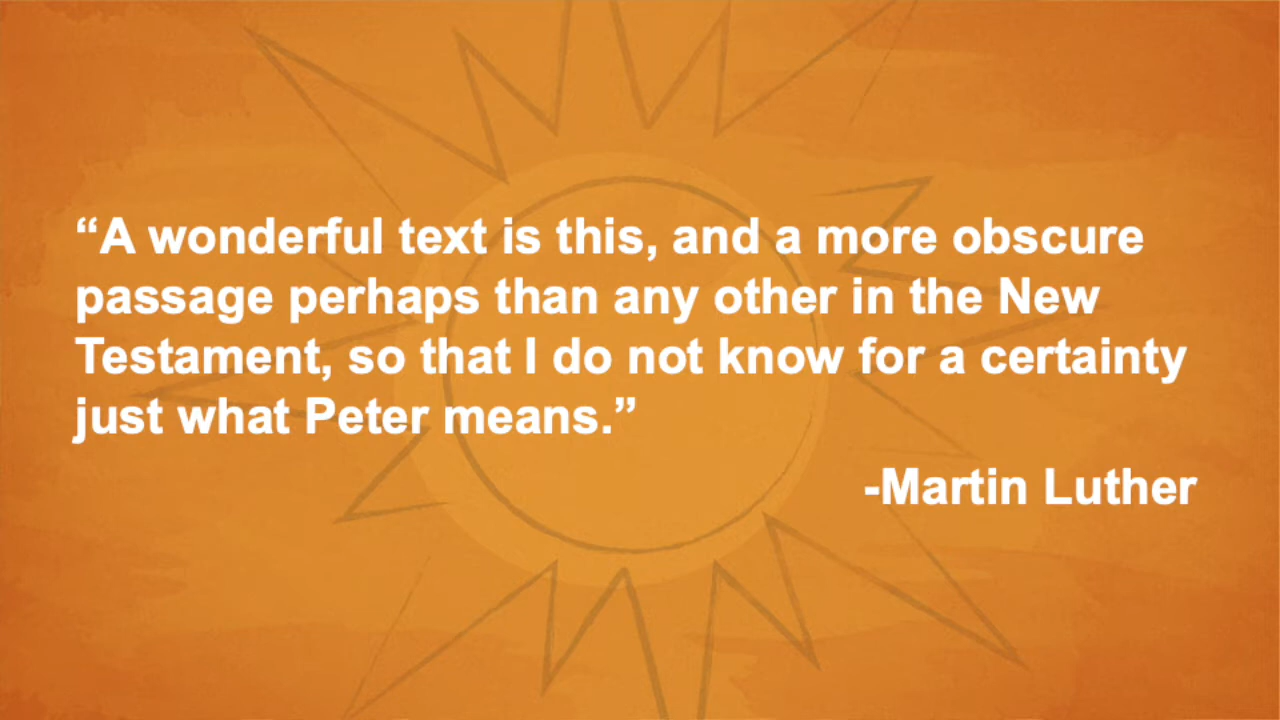 “A wonderful text is this, and a more obscure
passage perhaps than any other in the New
Testament, so that I do not know for a certainty
just what Peter means.”
-Martin Luther